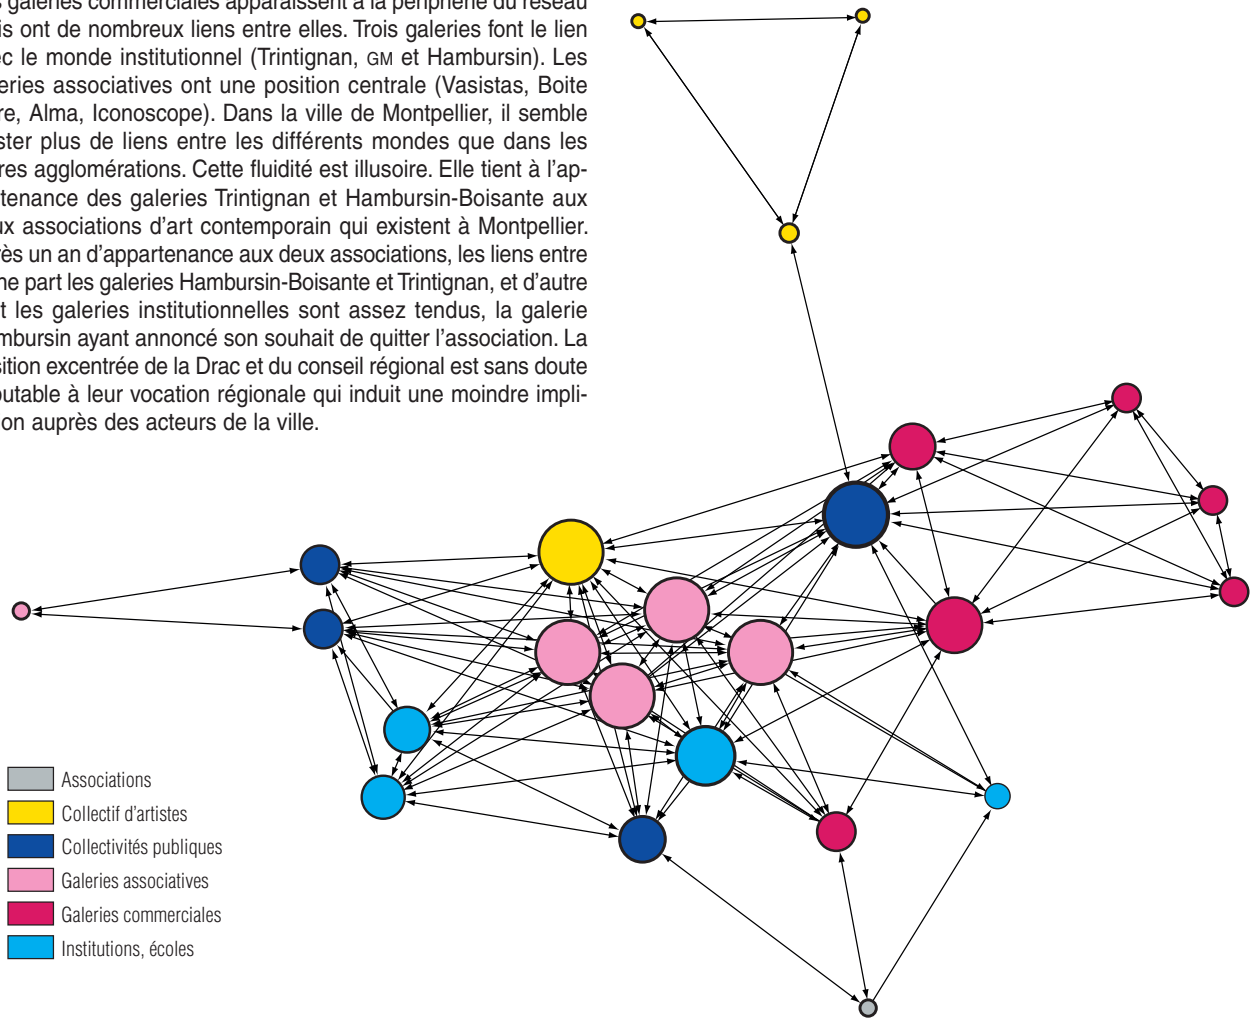 s galeries commerciales apparaissent à la périphérie du réseau
is ont de nombreux liens entre elles. Trois galeries font le lien
ec le monde institutionnel (Trintignan, GM et Hambursin). Les
eries associatives ont une position centrale (Vasistas, Boite
re, Alma, Iconoscope). Dans la ville de Montpellier, il semble
ster plus de liens entre les différents mondes que dans les
res agglomérations. Cette fluidité est illusoire. Elle tient à l’ap-
tenance des galeries Trintignan et Hambursin-Boisante aux
ux associations d’art contemporain qui existent à Montpellier.
rès un an d’appartenance aux deux associations, les liens entre
ne part les galeries Hambursin-Boisante et Trintignan, et d’autre
t les galeries institutionnelles sont assez tendus, la galerie
mbursin ayant annoncé son souhait de quitter l’association. La
sition excentrée de la Drac et du conseil régional est sans doute
putable à leur vocation régionale qui induit une moindre impli-
on auprès des acteurs de la ville.
Associations
Collectif d’artistes
Collectivités publiques
Galeries associatives
Galeries commerciales
Institutions, écoles